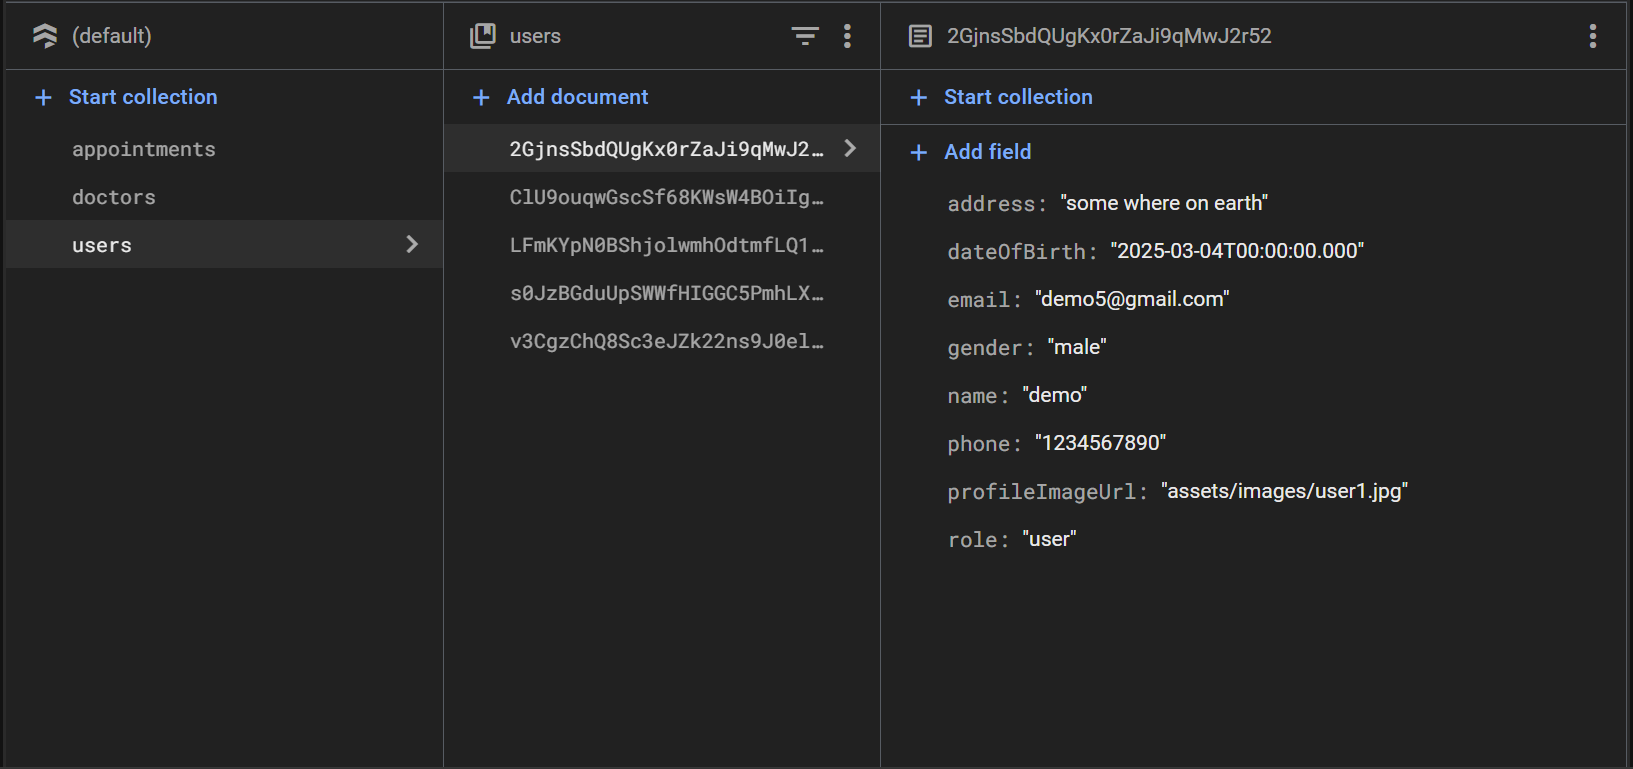 (default)
+ Start collection
appointments
doctors
users
users
+ Add document
2GjnsSbdQUgKx0rZaJi9qMwJ2…
ClU9ouqwGscSf68KWsW4BOiIg…
LFmKYpN0BShjolwmhOdtmfLQ1…
s0JzBGduUpSWWfHIGGC5PmhLX…
v3CgzChQ8Sc3eJZk22ns9J0el…
2GjnsSbdQUgKx0rZaJi9qMwJ2r52
+ Start collection
+ Add field
address: "some where on earth"
dateOfBirth: "2025-03-04T00:00:00.000"
email: "demo5@gmail.com"
gender: "male"
name: "demo"
phone: "1234567890"
profileImageUrl: "assets/images/user1.jpg"
role: "user"